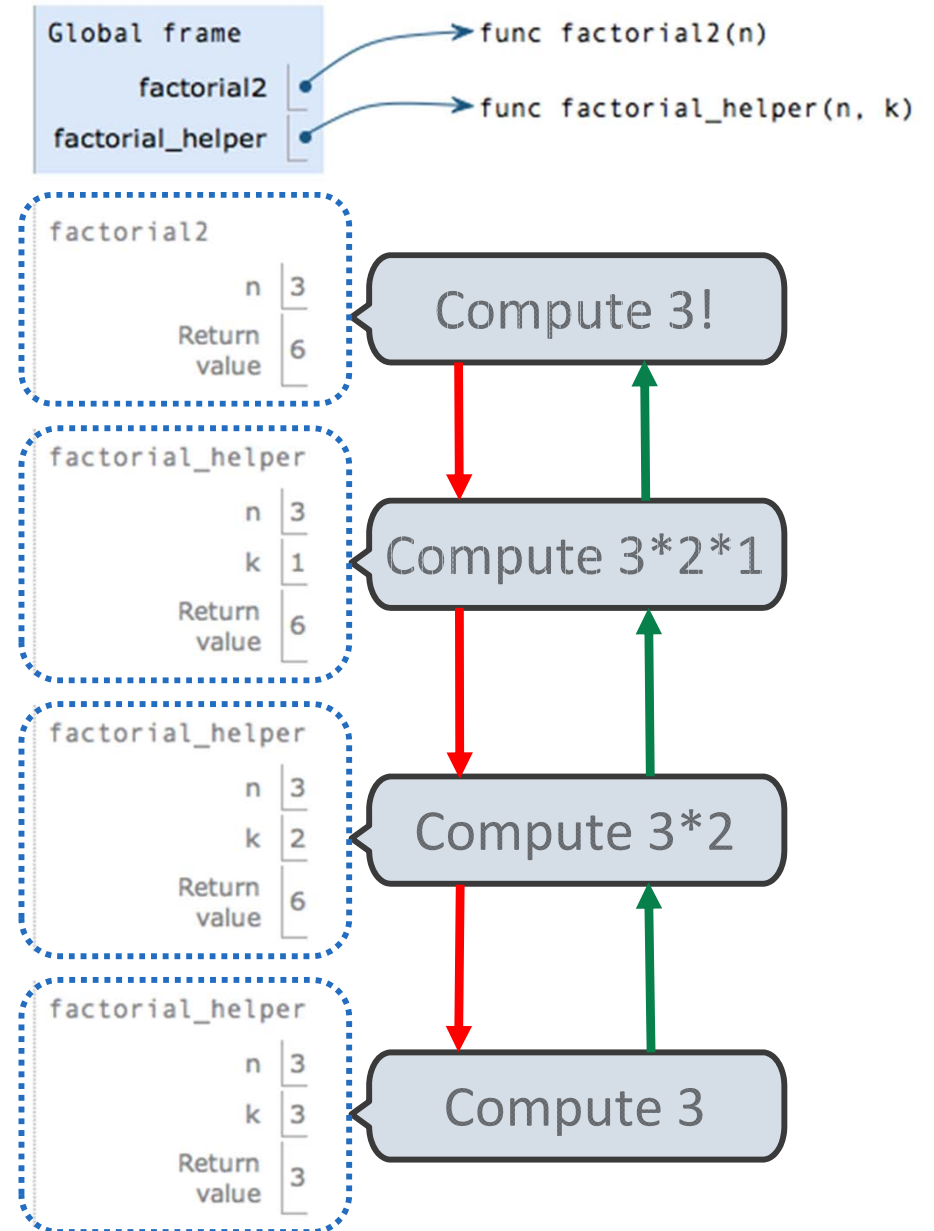 Global frame
factorial2
factorial_helper
func factorial2(n)
func factorial_helper(n, k)
factorial2
n 3
Return
value 6
Compute 3!
factorial_helper
n 3
k 1
Return
value 6
Compute 3*2*1
factorial_helper
n 3
k 2
Return
value 6
Compute 3*2
factorial_helper
n 3
k 3
Return
value 3
Compute 3